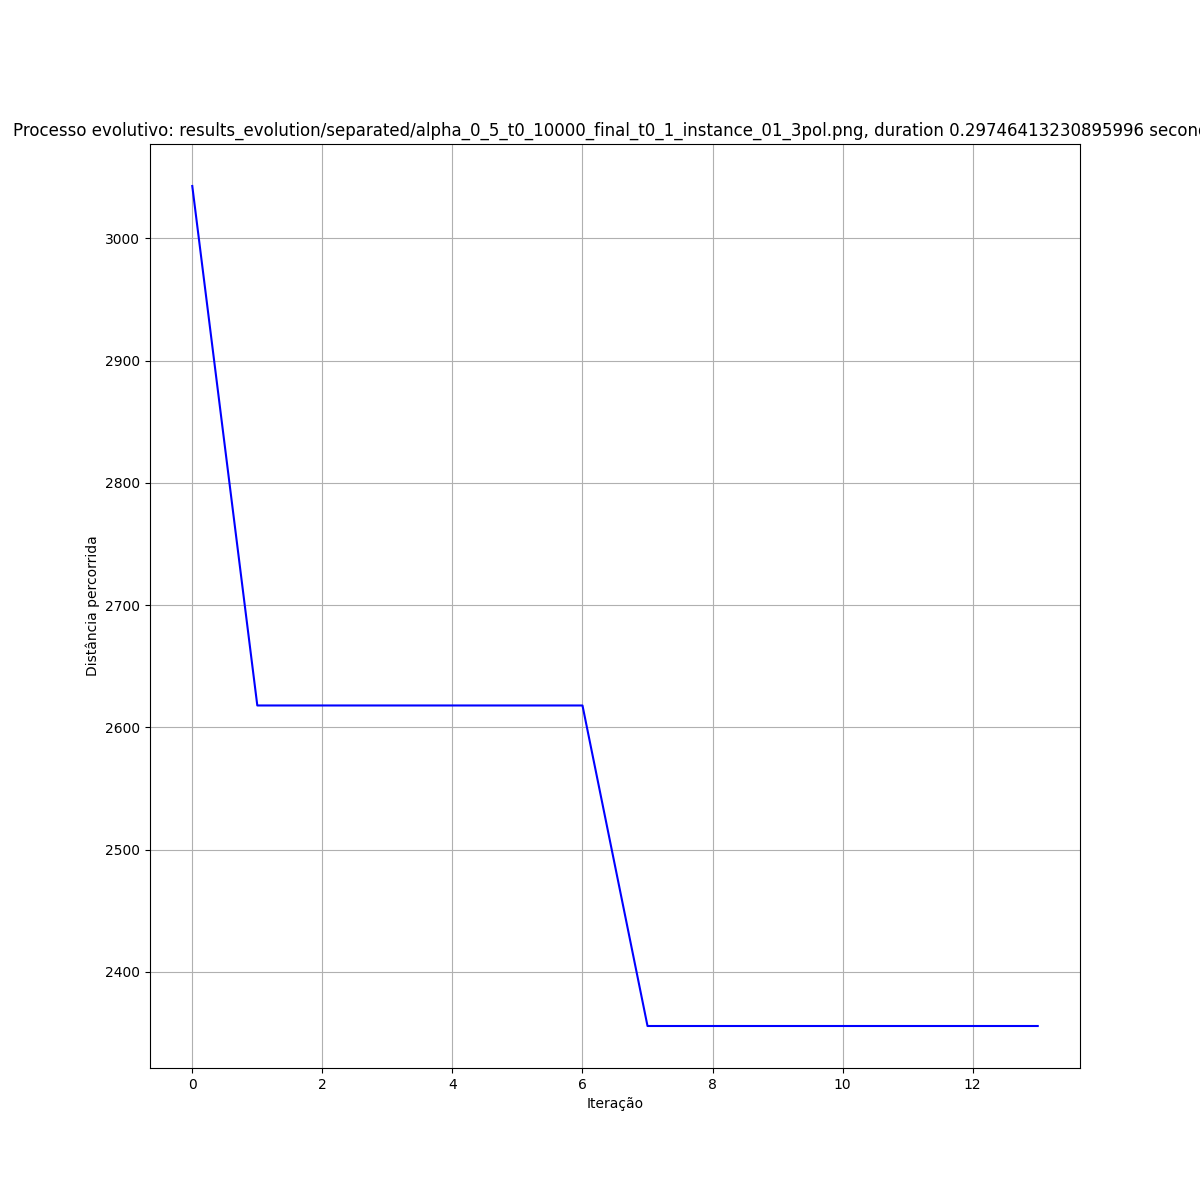 Processo evolutivo: results_evolution/separated/alpha_0_5_t0_10000_final_t0_1_instance_01_3pol.png, duration 0.29746413230895996
3000
2900
2800
2700
2600
2500
2400
Distância percorrida
0 2 4 6 8 10 12
Iteração